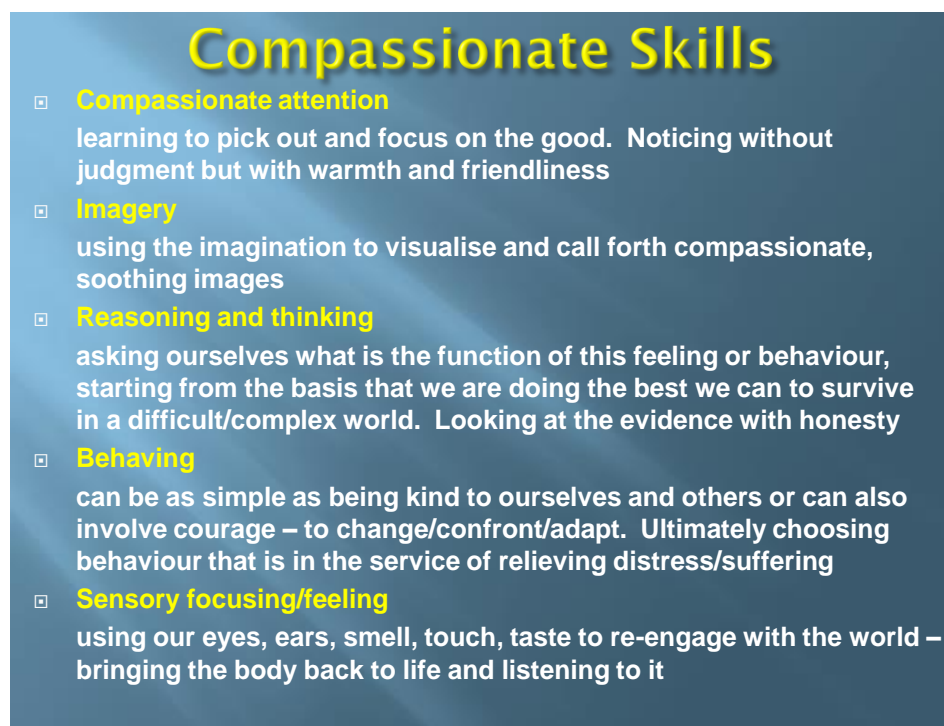 Compassionate Skills
Compassionate attention
learning to pick out and focus on the good.  Noticing without
judgment but with warmth and friendliness
Imagery
using the imagination to visualise and call forth compassionate,
soothing images
Reasoning and thinking
asking ourselves what is the function of this feeling or behaviour,
starting from the basis that we are doing the best we can to survive
in a difficult/complex world.  Looking at the evidence with honesty
Behaving
can be as simple as being kind to ourselves and others or can also
involve courage – to change/confront/adapt.  Ultimately choosing
behaviour that is in the service of relieving distress/suffering
Sensory focusing/feeling
using our eyes, ears, smell, touch, taste to re-engage with the world –
bringing the body back to life and listening to it